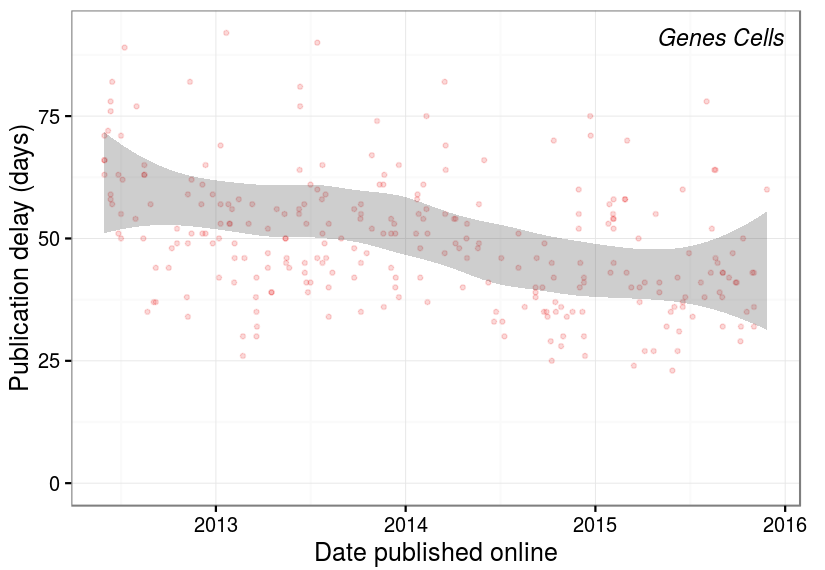 Genes Cells
Publication delay (days)
75
50
25
0
2013
2014
2015
2016
Date published online